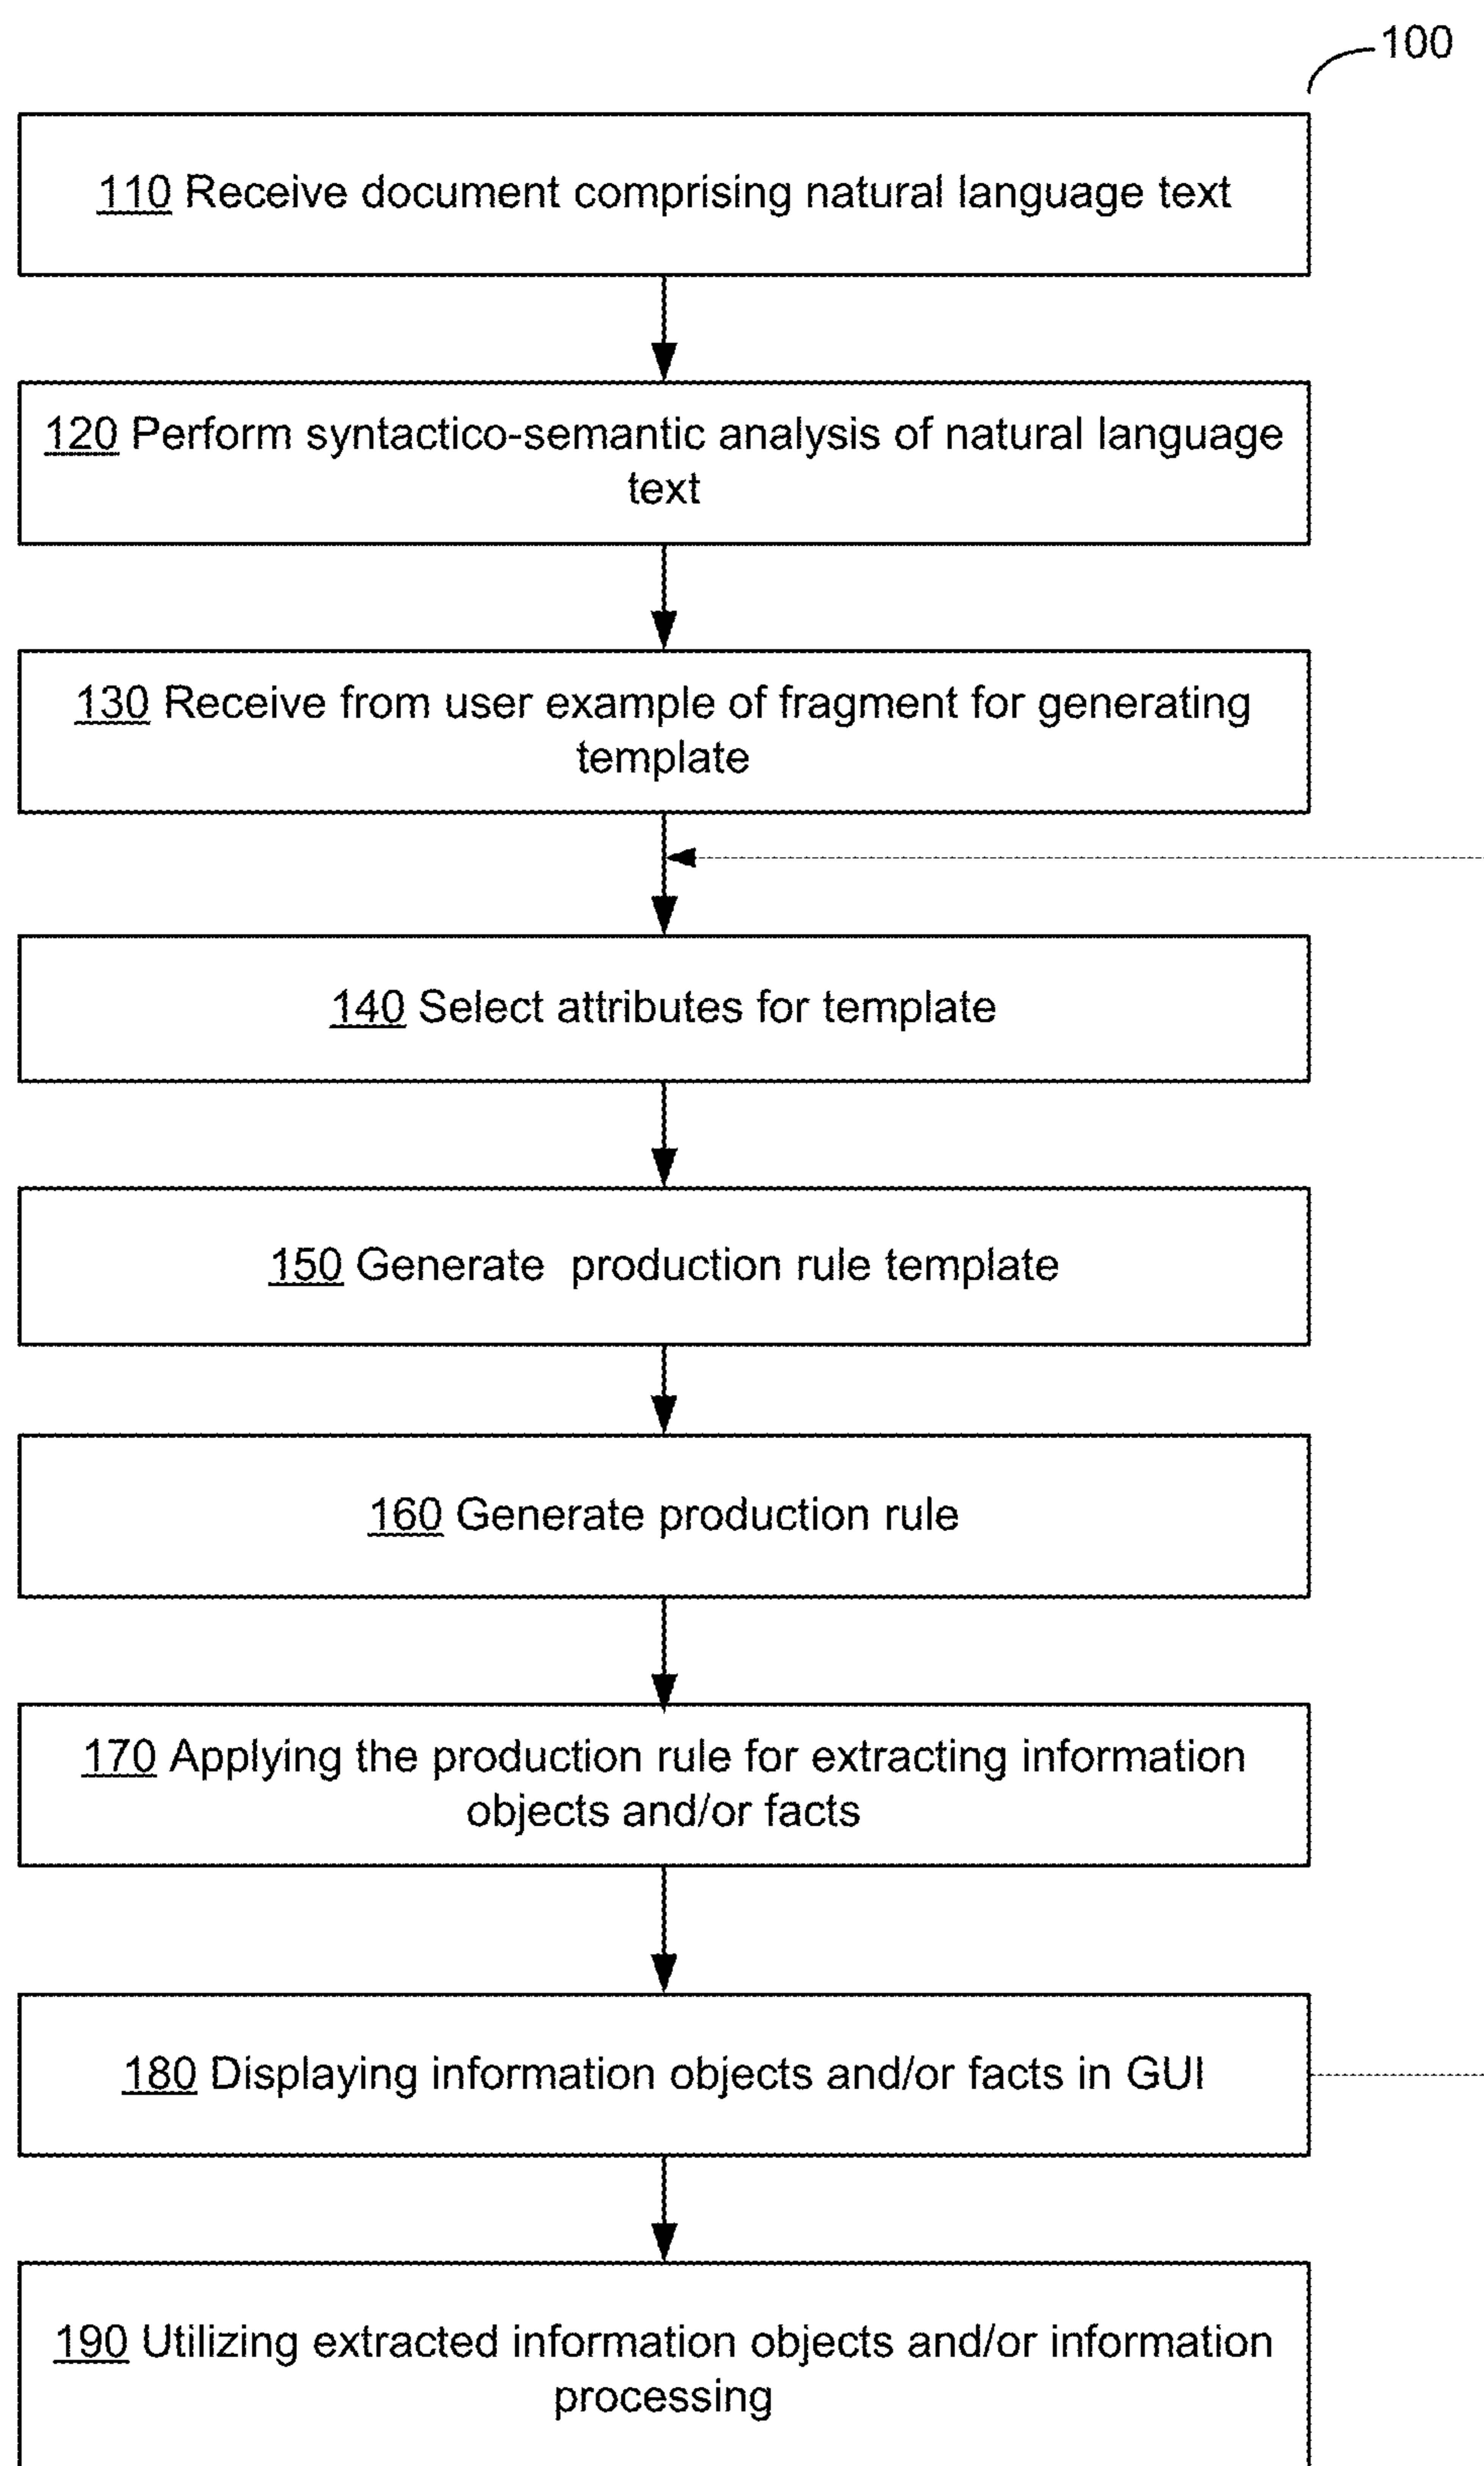 100
110 Receive document comprising natural language text
120 Perform syntactico-semantic analysis of natural language
text
130 Receive from user example of fragment for generating
template
140 Select attributes for template
150 Generate  production rule template
160 Generate production rule
170 Applying the production rule for extracting information
objects and/or facts
180 Displaying information objects and/or facts in GUI
190 Utilizing extracted information objects and/or information
processing